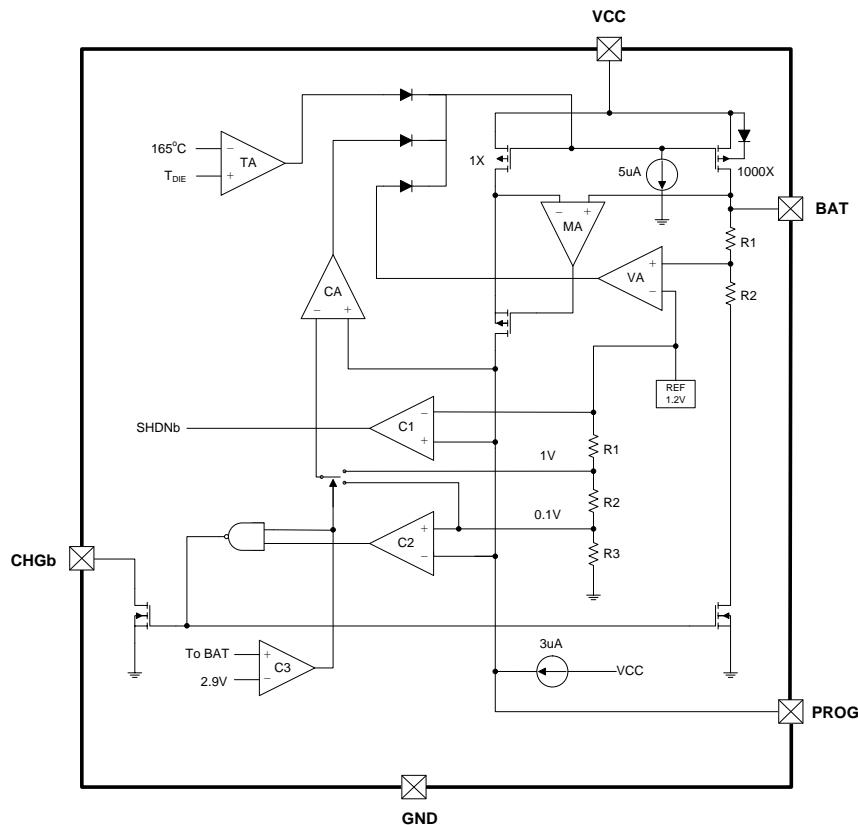 VCC
165°C
−
+
TA
TDIE
1X
5uA
1000X
BAT
−
+
MA
R1
+
−
VA
R2
CA
−
+
REF
1.2V
SHDNb
C1
−
+
1V
R1
R2
0.1V
C2
+
−
R3
CHGb
To BAT
+
C3
2.9V
−
3uA
VCC
PROG
GND